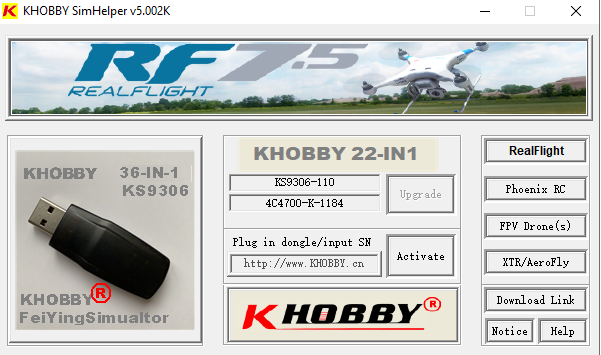 KHOBBY SimHelper v5.002K
RF7.5
REALFLIGHT
KHOBBY 36-IN-1
KS9306
KHOBBY®
FeiYingSimualtor
KHOBBY 22-IN1
KS9306-110
4C4700-K-1184
Upgrade
Plug in dongle/input SN
http://www.KHOBBY.cn
Activate
KHOBBY®
RealFlight
Phoenix RC
FPV Drone(s)
XTR/AeroFly
Download Link
Notice
Help